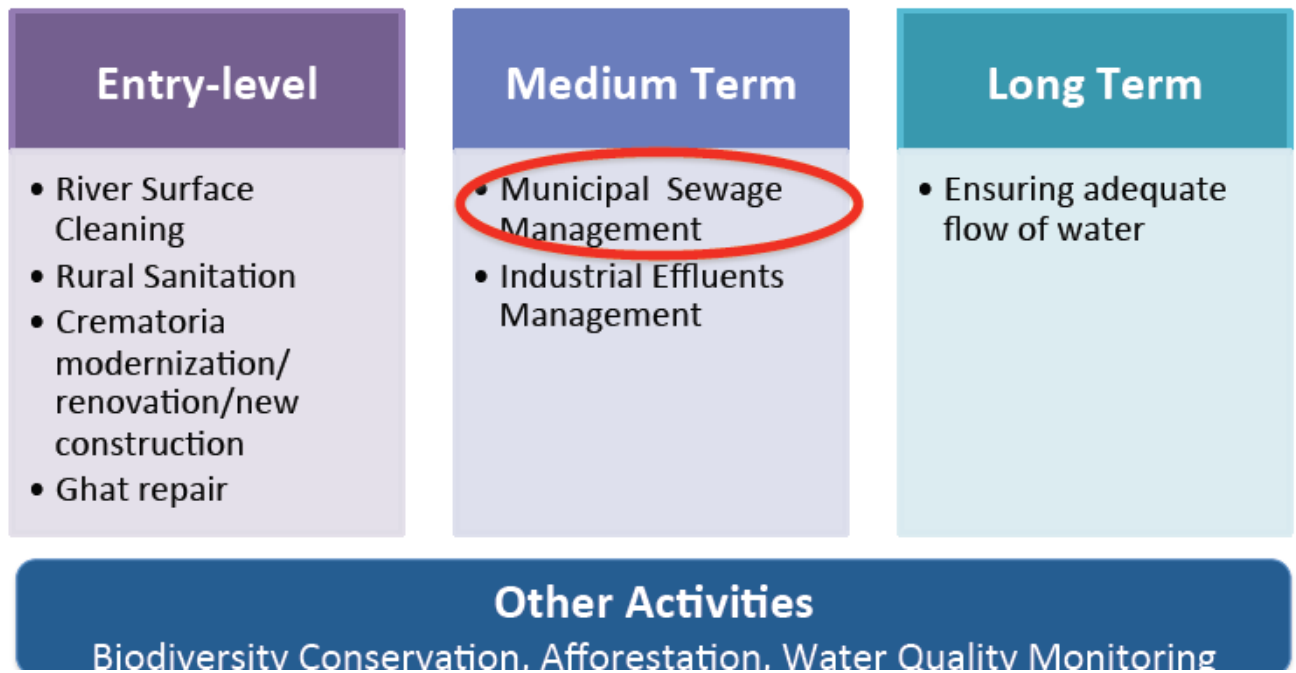 Entry-level
• River Surface
Cleaning
• Rural Sanitation
• Crematoria
modernization/
renovation/new
construction
• Ghat repair
Medium Term
• Municipal Sewage
Management
• Industrial Effluents
Management
Long Term
• Ensuring adequate
flow of water
Other Activities
Biodiversity Conservation, Afforestation, Water Quality Monitoring